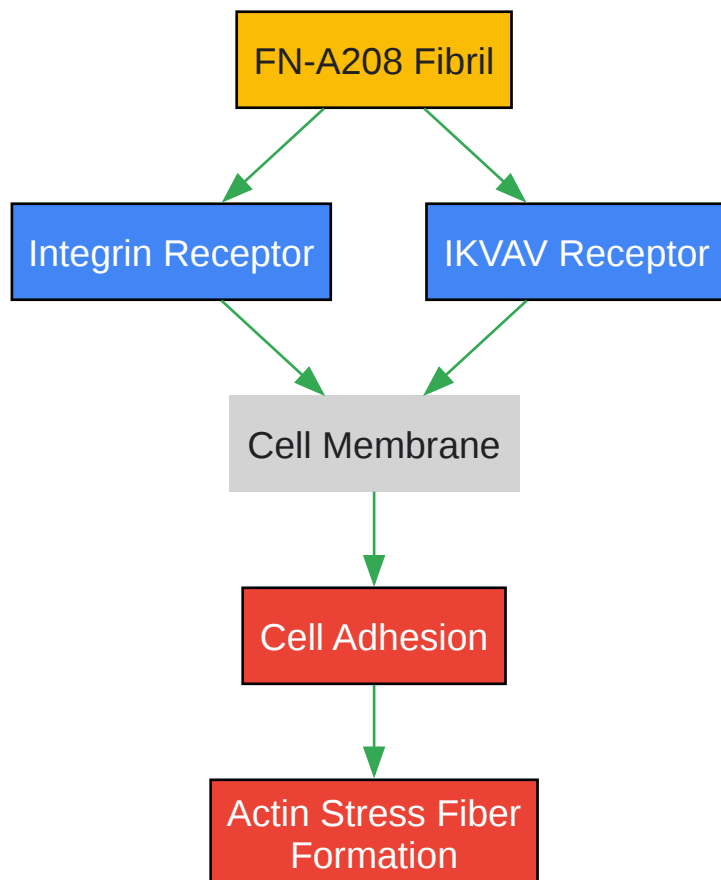 FN-A208 Fibril
Integrin Receptor
IKVAV Receptor
Cell Membrane
Cell Adhesion
Actin Stress Fiber
Formation